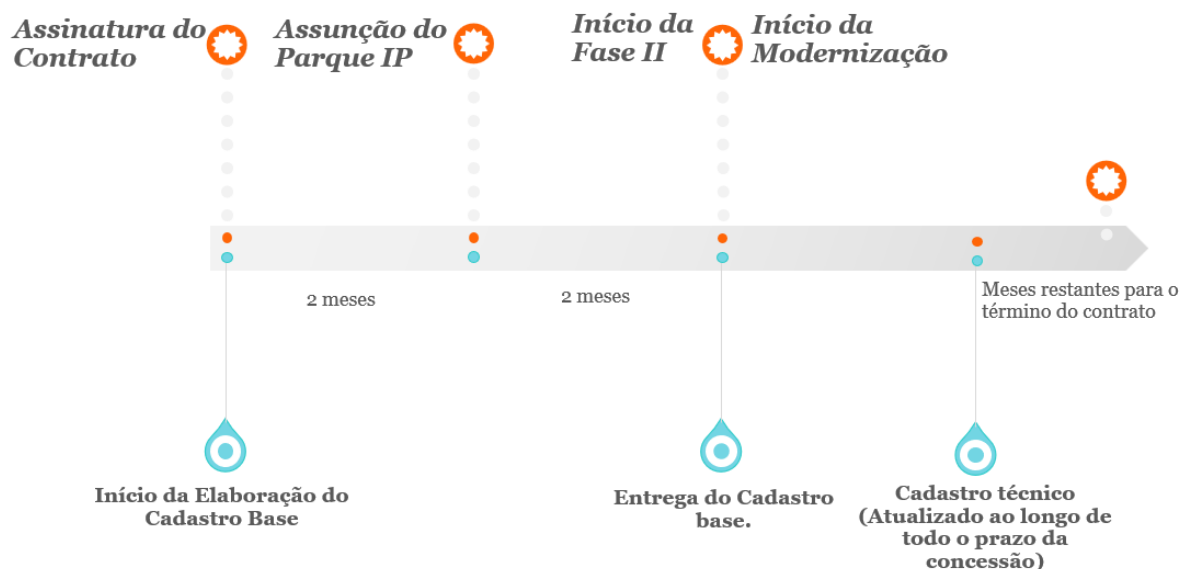 Assinatura do
Contrato
Assunção do
Parque IP
Início da
Fase II
Início da
Modernização
2 meses
2 meses
Meses restantes para o
término do contrato
Início da Elaboração do
Cadastro Base
Entrega do Cadastro
base.
Cadastro técnico
(Atualizado ao longo de
todo o prazo da
concessão)